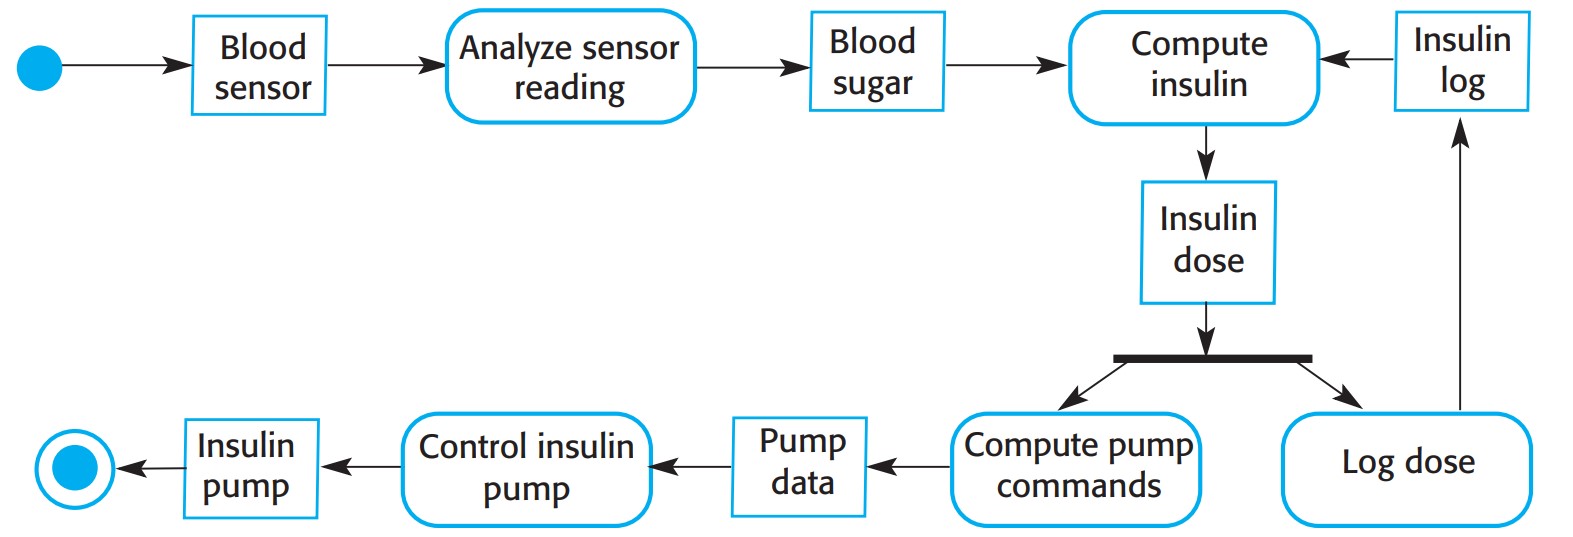 Blood
sensor
Analyze sensor
reading
Blood
sugar
Compute
insulin
Insulin
log
Insulin
dose
Insulin
pump
Control insulin
pump
Pump
data
Compute pump
commands
Log dose